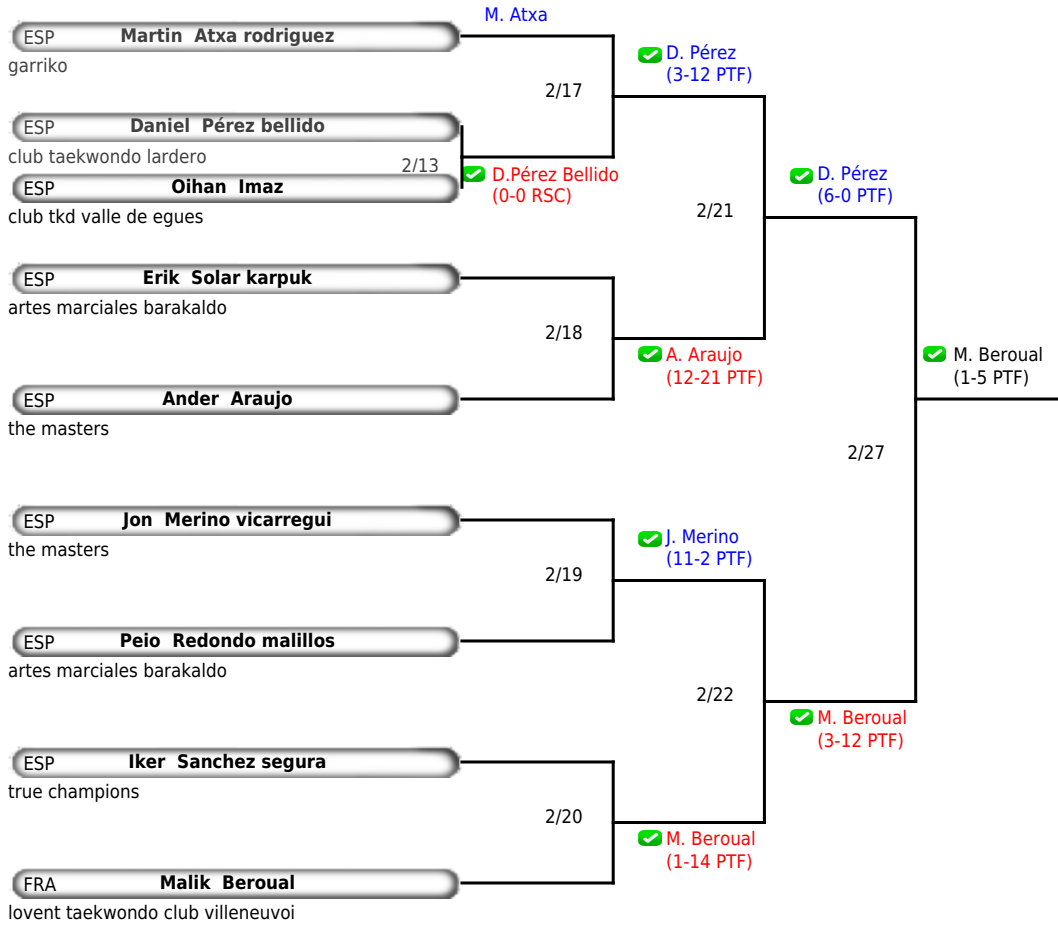 M. Atxa
ESP Martin Atxa rodriguez
garriko
D. Pérez
(3-12 PTF)
2/17
ESP Daniel Pérez bellido
club taekwondo lardero
2/13
D.Pérez Bellido
(0-0 RSC)
ESP Oihan Imaz
club tkd valle de egues
D. Pérez
(6-0 PTF)
2/21
ESP Erik Solar karpuk
artes marciales barakaldo
2/18
A. Araujo
(12-21 PTF)
M. Beroual
(1-5 PTF)
ESP Ander Araujo
the masters
2/27
ESP Jon Merino vicarregui
the masters
J. Merino
(11-2 PTF)
2/19
ESP Peio Redondo malillos
artes marciales barakaldo
2/22
M. Beroual
(3-12 PTF)
ESP Iker Sanchez segura
true champions
2/20
M. Beroual
(1-14 PTF)
FRA Malik Beroual
lovent taekwondo club villeneuvoi